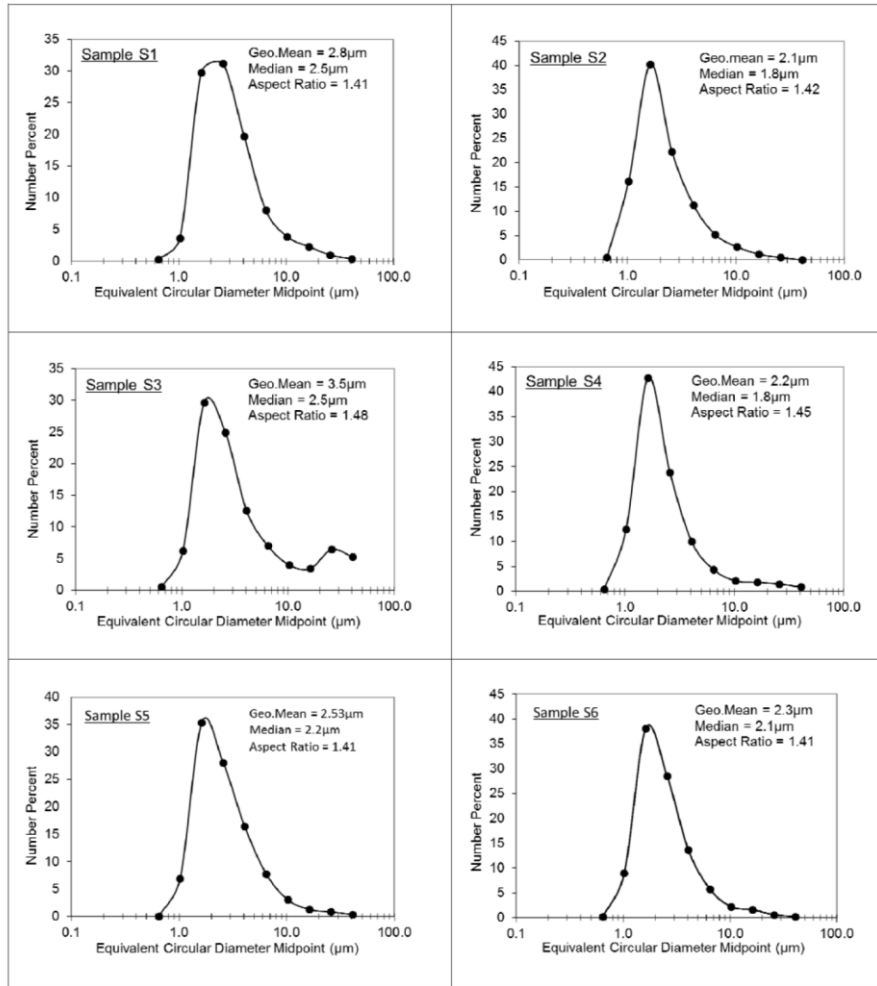 Sample S1
Geo.Mean = 2.8µm
Median = 2.5µm
Aspect Ratio = 1.41
35
30
25
20
15
10
5
0
Number Percent
0.1 1.0 10.0 100.0
Equivalent Circular Diameter Midpoint (µm)
Sample S2
Geo.mean = 2.1µm
Median = 1.8µm
Aspect Ratio = 1.42
45
40
35
30
25
20
15
10
5
0
Number Percent
0.1 1.0 10.0 100.0
Equivalent Circular Diameter Midpoint (µm)
Sample S3
Geo.Mean = 3.5µm
Median = 2.5µm
Aspect Ratio = 1.48
35
30
25
20
15
10
5
0
Number Percent
0.1 1.0 10.0 100.0
Equivalent Circular Diameter Midpoint (µm)
Sample S4
Geo.Mean = 2.2µm
Median = 1.8µm
Aspect Ratio = 1.45
45
40
35
30
25
20
15
10
5
0
Number Percent
0.1 1.0 10.0 100.0
Equivalent Circular Diameter Midpoint (µm)
Sample S5
Geo.Mean = 2.53µm
Median = 2.2µm
Aspect Ratio = 1.41
40
35
30
25
20
15
10
5
0
Number Percent
0.1 1.0 10.0 100.0
Equivalent Circular Diameter Midpoint (µm)
Sample S6
Geo.Mean = 2.3µm
Median = 2.1µm
Aspect Ratio = 1.41
45
40
35
30
25
20
15
10
5
0
Number Percent
0.1 1.0 10.0 100.0
Equivalent Circular Diameter Midpoint (µm)